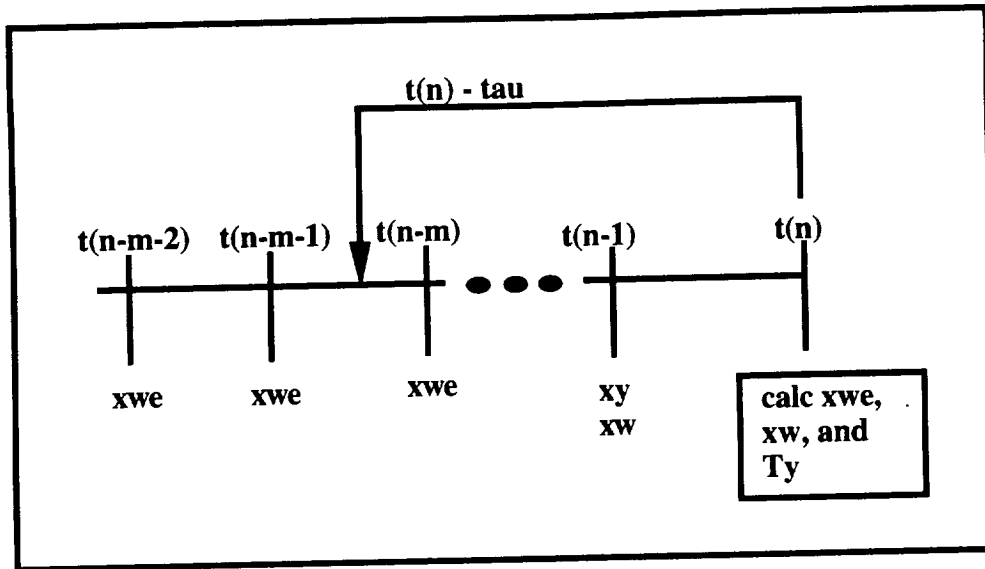 t(n) - tau
t(n-m-2) t(n-m-1) t(n-m) t(n-1) t(n)
xwe xwe xwe xy
xw
calc xwe,
xw, and
Ty